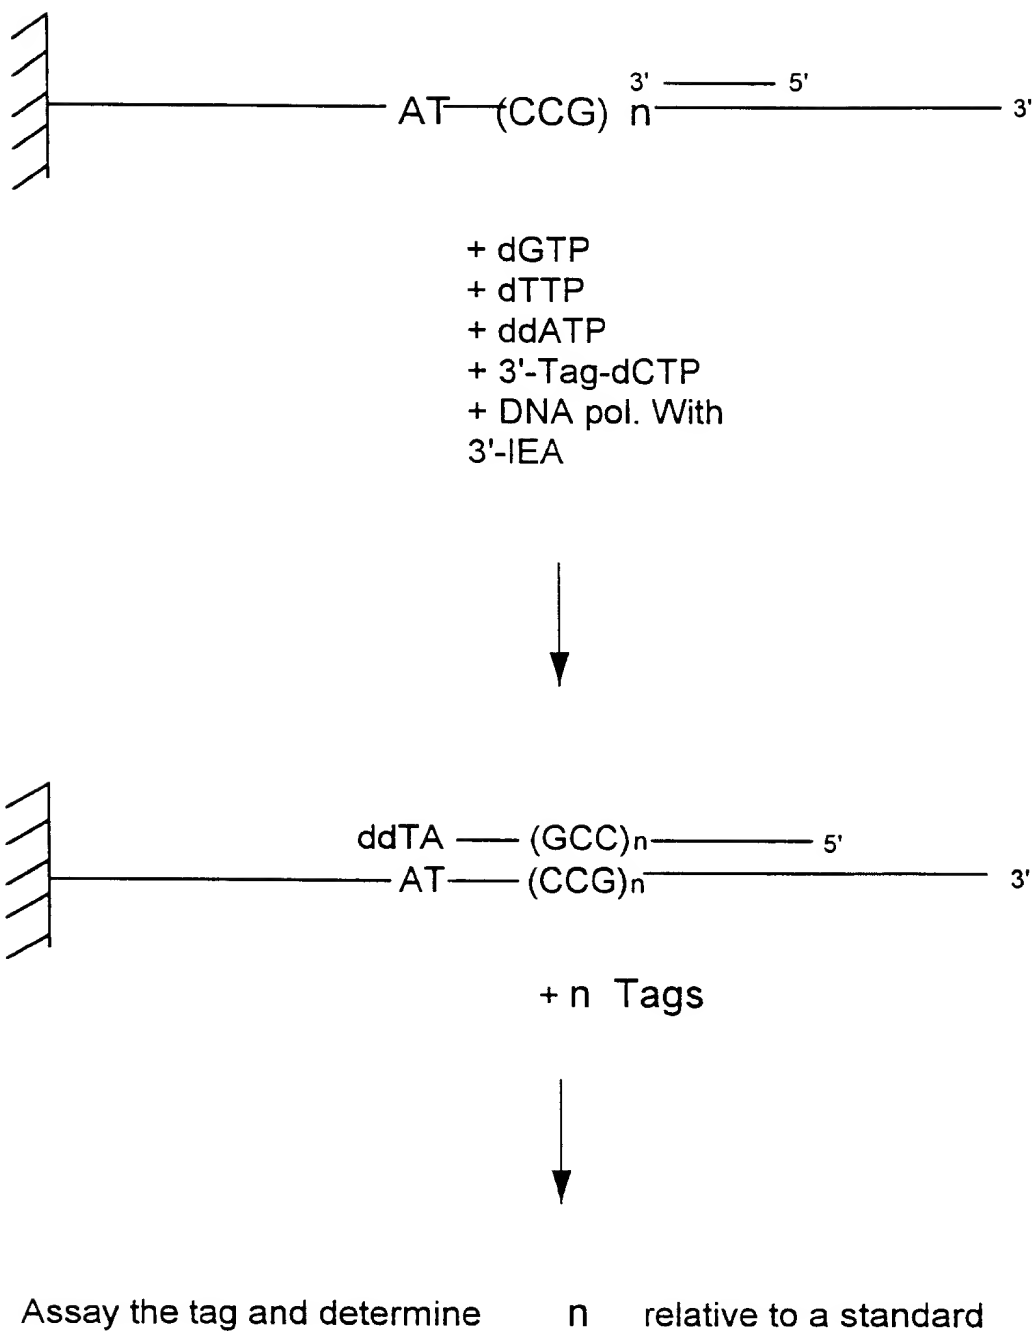 3' 5'
AT (CCG) n 3'
+ dGTP
+ dTTP
+ ddATP
+ 3'-Tag-dCTP
+ DNA pol. With
3'-IEA
ddTA (GCC)n 5'
AT (CCG)n 3'
+ n Tags
Assay the tag and determine n relative to a standard